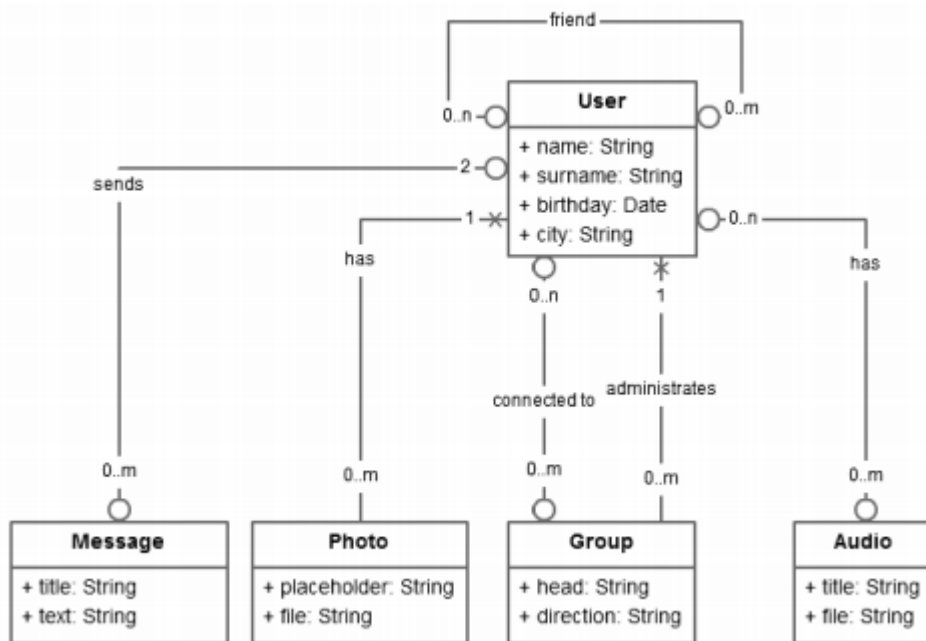 friend
User
0..n
0..m
+ name: String
2
sends
+ surname: String
+ birthday: Date
1
0..n
+ city: String
has
has
0..n
1
administrates
connected to
0..m
0..m
0..m
0..m
0..m
Message
Photo
Group
Audio
+ title: String
+ placeholder: String
+ head: String
+ title: String
+ text: String
+ file: String
+ direction: String
+ file: String